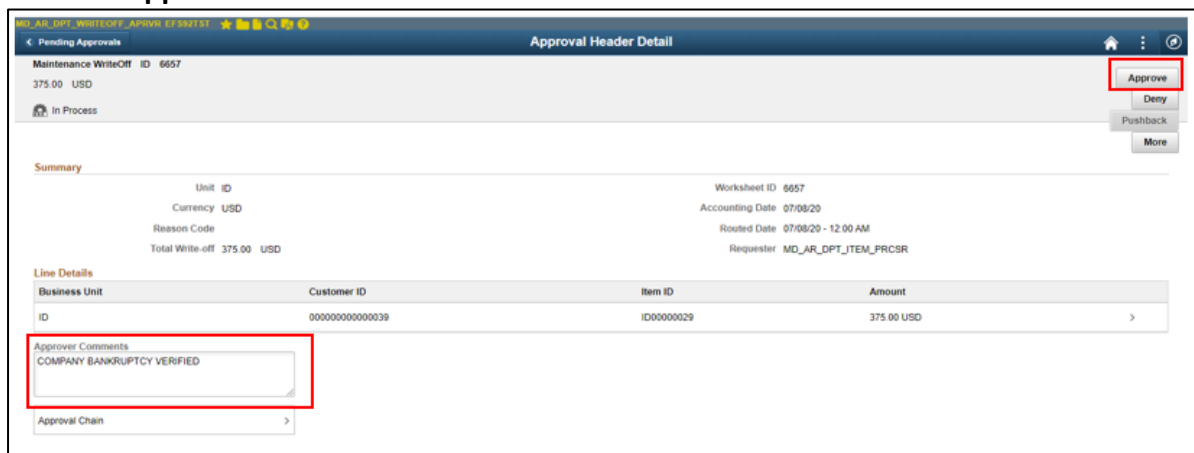 MD_AR_DPT_WRITEOFF_APRVR EFS92TST
Pending Approvals
Approval Header Detail
Maintenance WriteOff ID 6657
375.00 USD
In Process
Approve
Deny
Pushback
More
Summary
Unit ID
Worksheet ID 6657
Currency USD
Accounting Date 07/08/20
Reason Code
Routed Date 07/08/20 - 12:00 AM
Total Write-off 375.00 USD
Requester MD_AR_DPT_ITEM_PRCSR
Line Details
Business Unit Customer ID Item ID Amount
ID 000000000000039 ID00000029 375.00 USD
Approver Comments
COMPANY BANKRUPTCY VERIFIED
Approval Chain